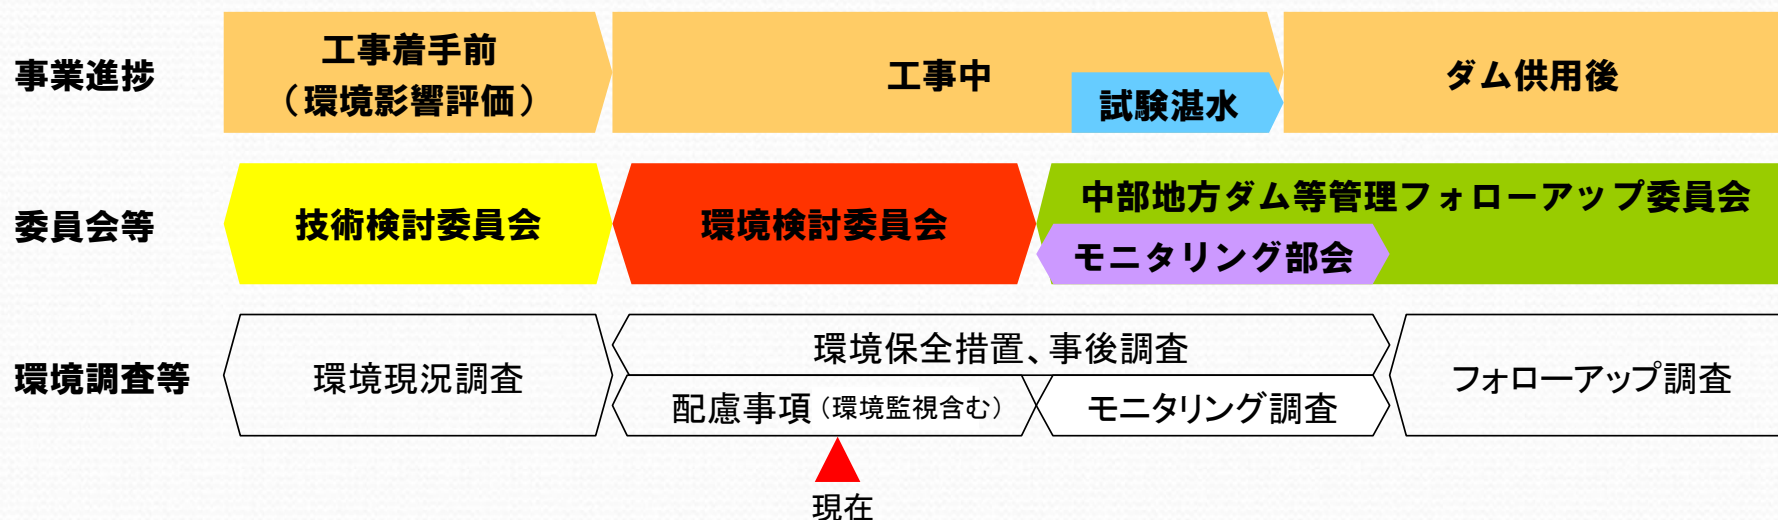 事業進捗
工事着手前
（環境影響評価）
工事中
試験湛水
ダム供用後
委員会等
技術検討委員会
環境検討委員会
中部地方ダム等管理フォローアップ委員会
モニタリング部会
環境調査等
環境現況調査
環境保全措置、事後調査
配慮事項（環境監視含む）
モニタリング調査
フォローアップ調査
現在